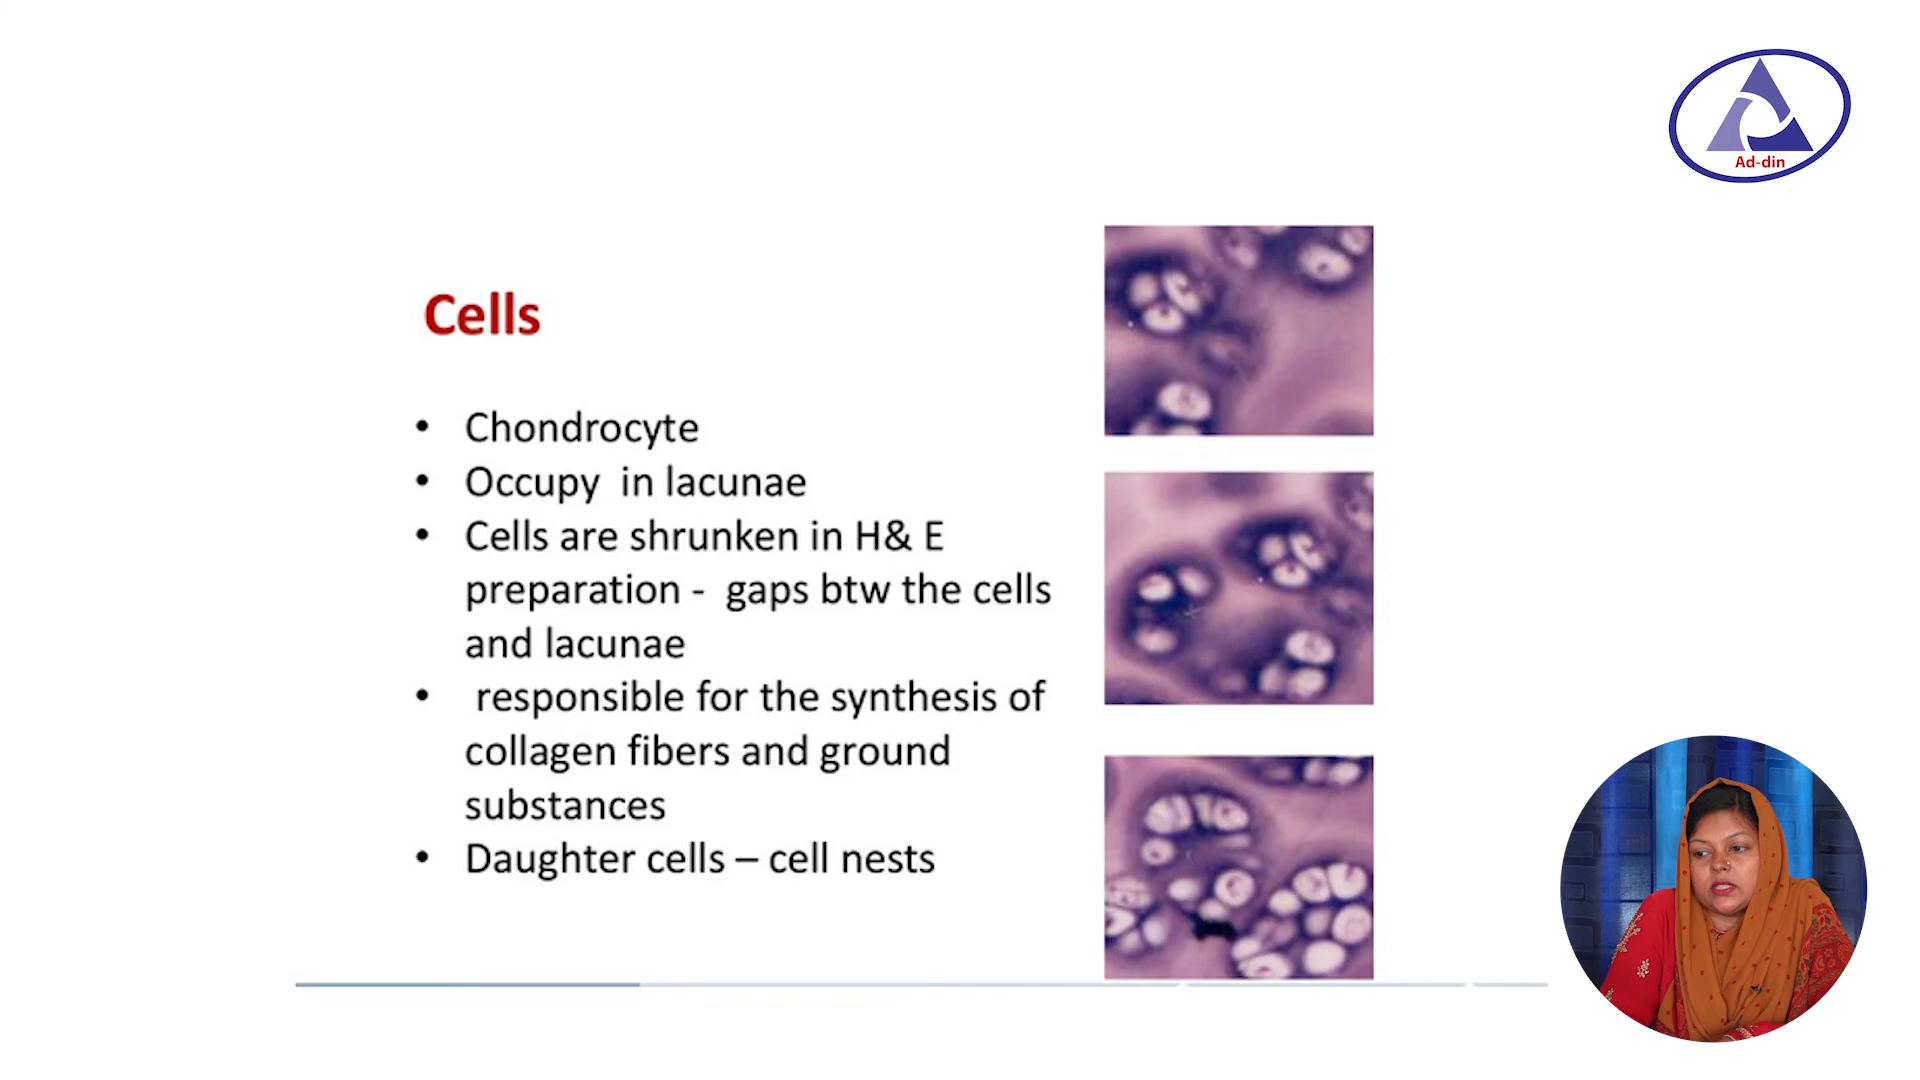 Ad-din
Cells
• Chondrocyte
• Occupy in lacunae
• Cells are shrunken in H& E
preparation - gaps btw the cells
and lacunae
• responsible for the synthesis of
collagen fibers and ground
substances
• Daughter cells – cell nests